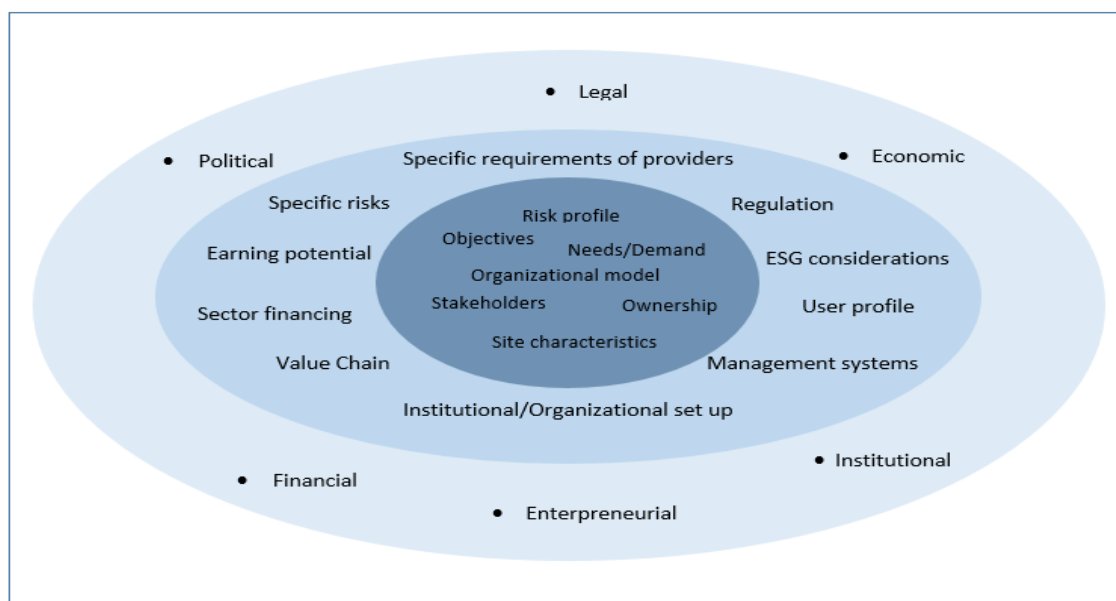 • Legal
• Political
• Economic
Specific requirements of providers
Specific risks
Regulation
Risk profile
Objectives
Needs/Demand
Earning potential
ESG considerations
Organizational model
Stakeholders
Ownership
User profile
Sector financing
Site characteristics
Value Chain
Management systems
Institutional/Organizational set up
• Institutional
• Financial
• Enterpreneurial